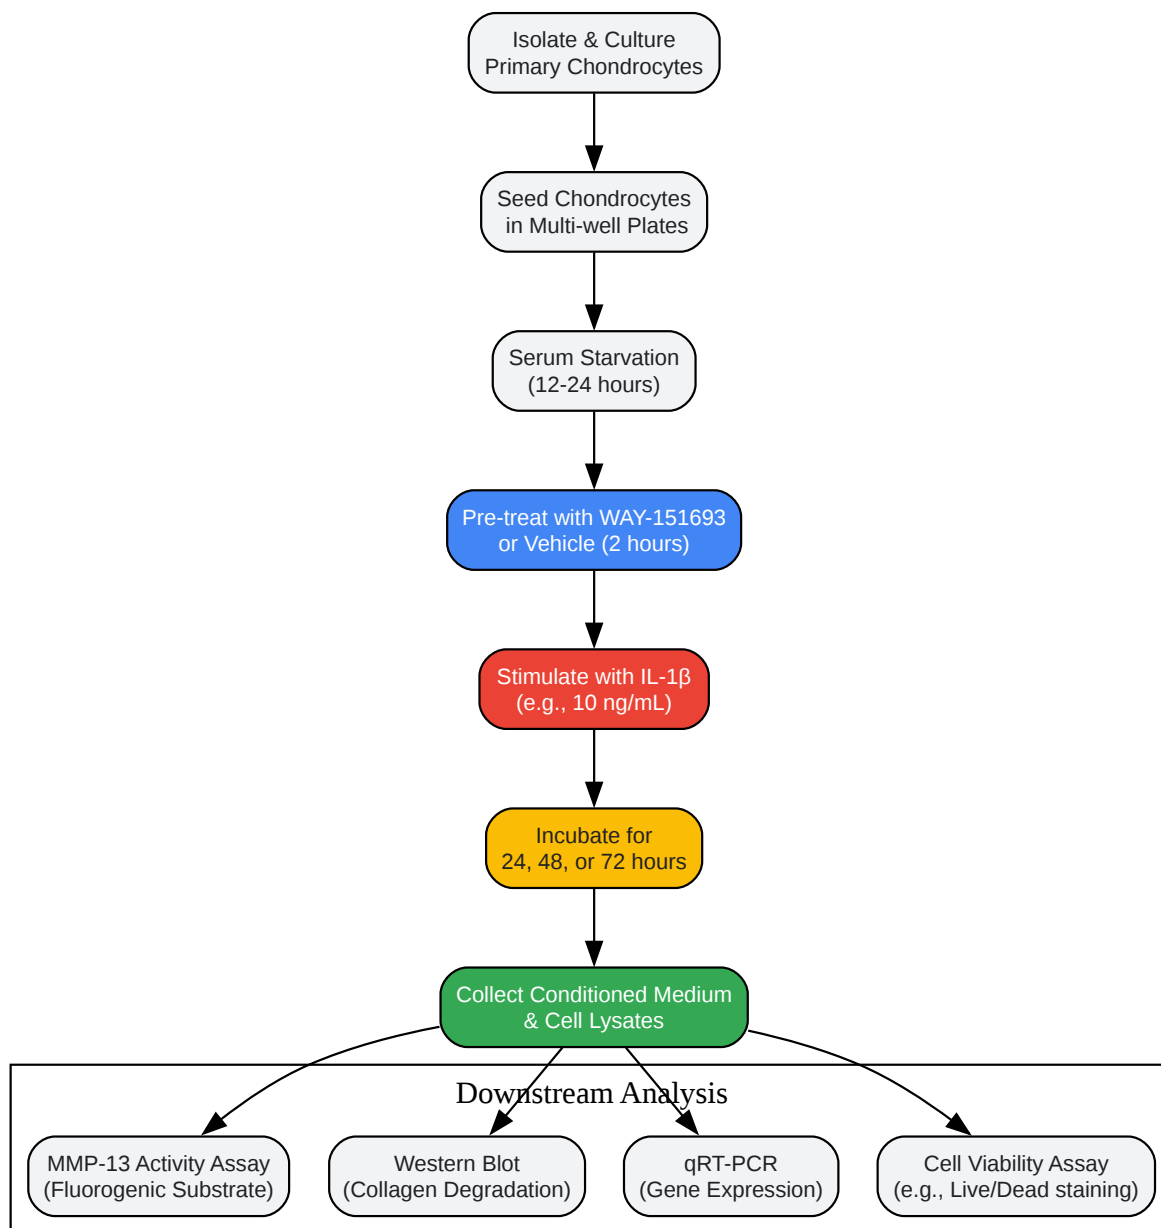 Isolate & Culture
Primary Chondrocytes
Seed Chondrocytes
in Multi-well Plates
Serum Starvation
(12-24 hours)
Pre-treat with WAY-151693
or Vehicle (2 hours)
Stimulate with IL-1β
(e.g., 10 ng/mL)
Incubate for
24, 48, or 72 hours
Collect Conditioned Medium
& Cell Lysates
Downstream Analysis
MMP-13 Activity Assay
(Fluorogenic Substrate)
Western Blot
(Collagen Degradation)
qRT-PCR
(Gene Expression)
Cell Viability Assay
(e.g., Live/Dead staining)